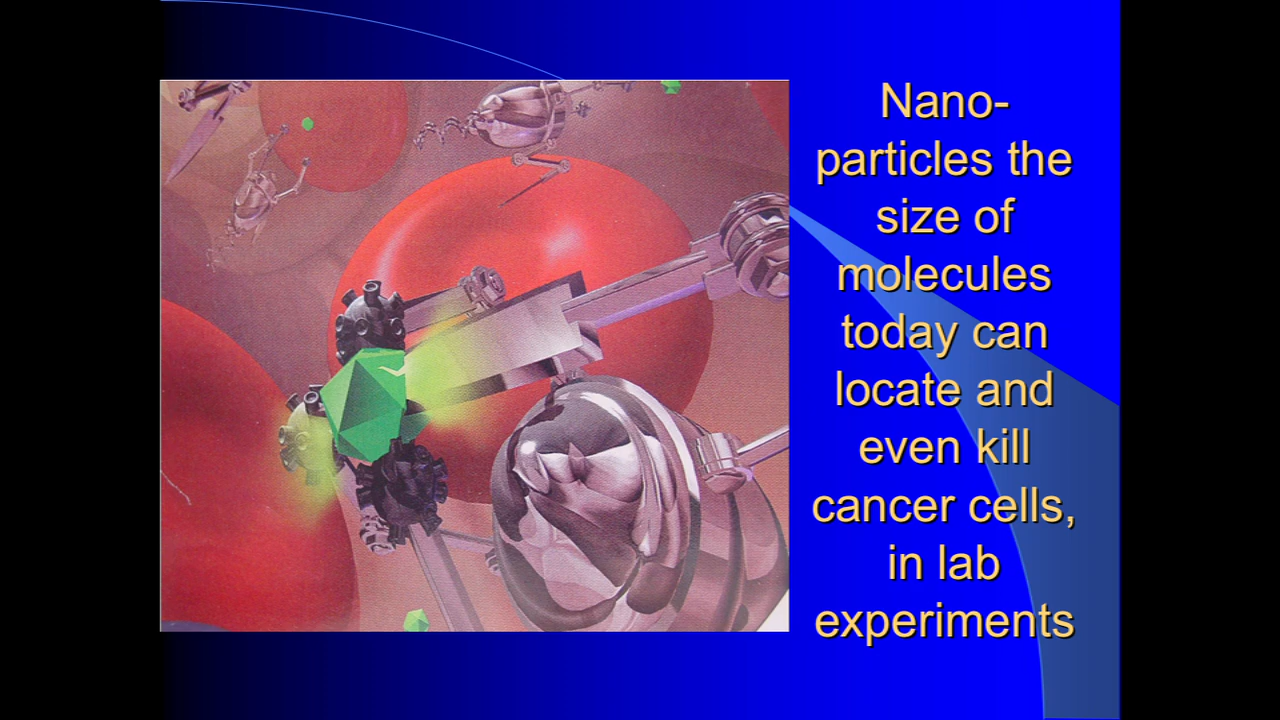 Nano-
particles the
size of
molecules
today can
locate and
even kill
cancer cells,
in lab
experiments